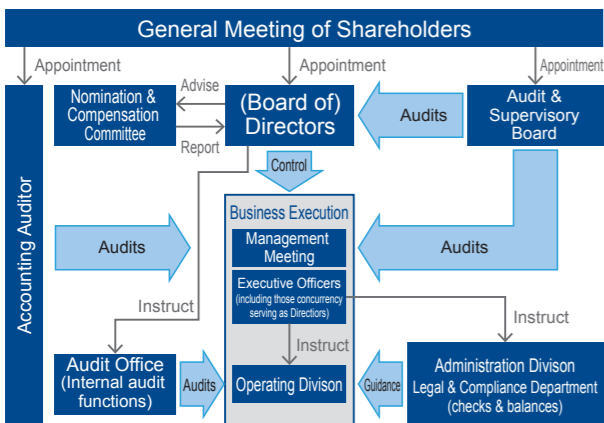 General Meeting of Shareholders
Appointment
Appointment
Appointment
Accounting Auditor
Nomination &
Compensation
Committee
Advise
Report
(Board of)
Directors
Audits
Audit &
Supervisory
Board
Control
Business Execution
Management
Meeting
Audits
Audits
Executive Officers
(including those concurrency
serving as Directiors)
Instruct
Instruct
Instruct
Audit Office
(Internal audit
functions)
Audits
Operating Divison
Guidance
Administration Divison
Legal & Compliance Department
(checks & balances)